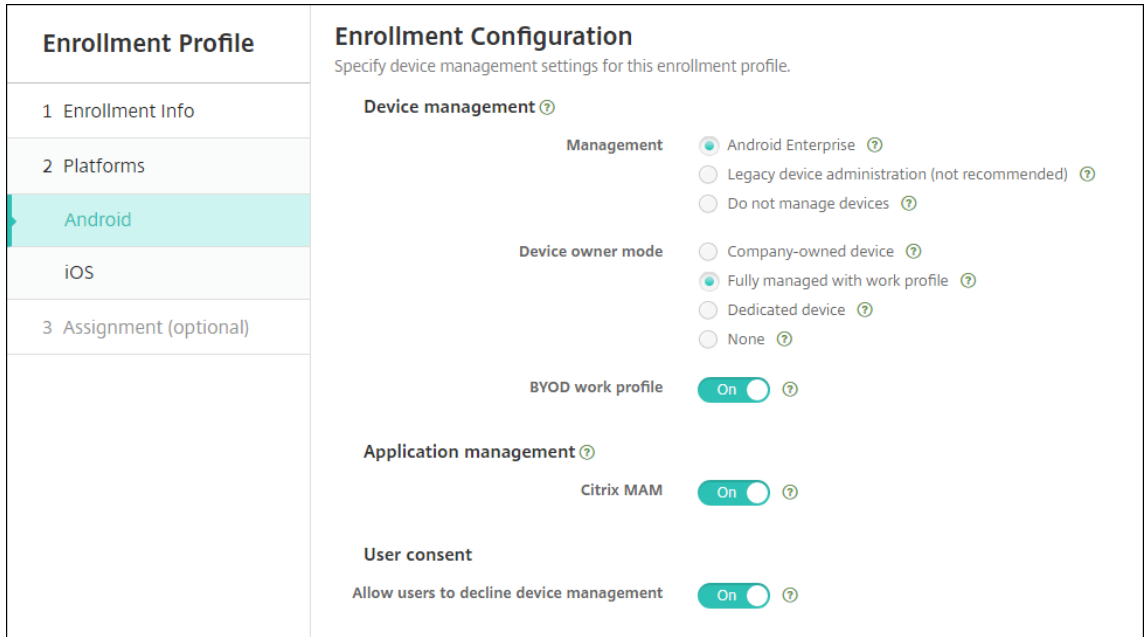 Enrollment Profile
1 Enrollment Info
2 Platforms
Android
iOS
3 Assignment (optional)
Enrollment Configuration
Specify device management settings for this enrollment profile.
Device management ?
Management
Android Enterprise ?
Legacy device administration (not recommended) ?
Do not manage devices ?
Device owner mode
Company-owned device ?
Fully managed with work profile ?
Dedicated device ?
None ?
BYOD work profile
On ?
Application management ?
Citrix MAM
On ?
User consent
Allow users to decline device management
On ?